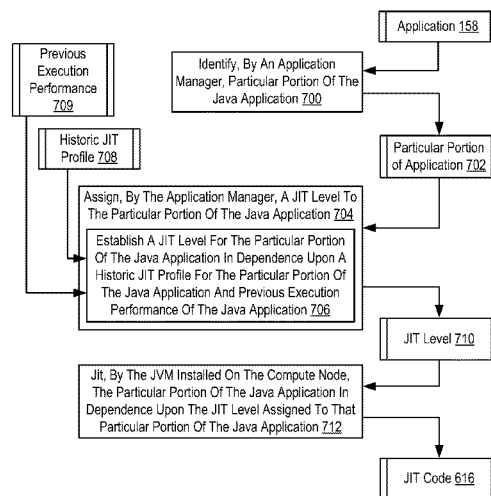 Application 158
Previous
Execution
Performance
709
Identify, By An Application
Manager, Particular Portion Of The
Java Application 700
Historic JIT
Profile 708
Particular Portion
of Application 702
Assign, By The Application Manager, A JIT Level To
The Particular Portion Of The Java Application 704
Establish A JIT Level For The Particular Portion
Of The Java Application In Dependence Upon A
Historic JIT Profile For The Particular Portion Of
The Java Application And Previous Execution
Performance Of The Java Application
706
JIT Level 710
Jit, By The JVM Installed On The Compute Node,
The Particular Portion Of The Java Application In
Dependence Upon The JIT Level Assigned To That
Particular Portion Of The Java Application 712
JIT Code 616